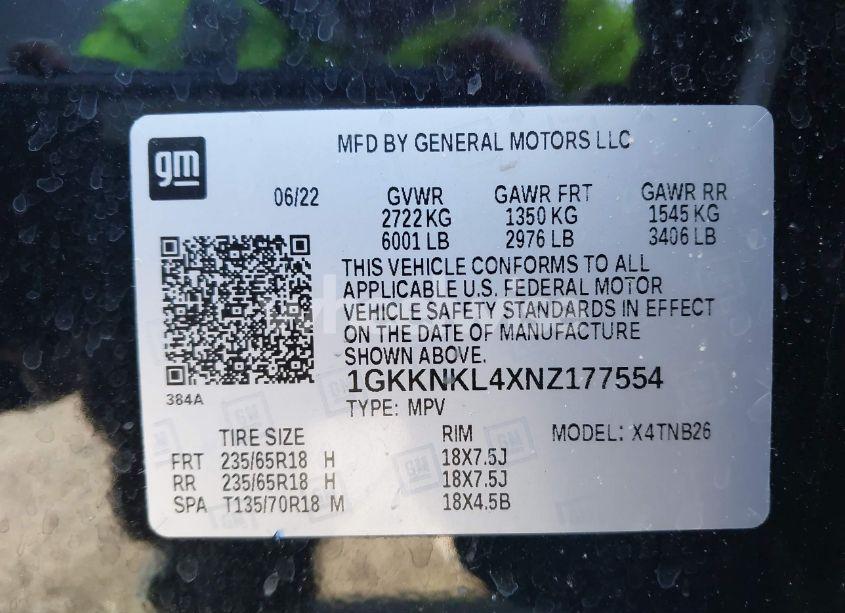 gm
MFD BY GENERAL MOTORS LLC
06/22 GVWR GAWR FRT GAWR RR
2722 KG 1350 KG 1545 KG
6001 LB 2976 LB 3406 LB
THIS VEHICLE CONFORMS TO ALL
APPLICABLE U.S. FEDERAL MOTOR
VEHICLE SAFETY STANDARDS IN EFFECT
ON THE DATE OF MANUFACTURE
SHOWN ABOVE.
1GKKNKL4XNZ177554
384A
TYPE: MPV
TIRE SIZE RIM MODEL: X4TNB26
FRT 235/65R18 H 18X7.5J
RR 235/65R18 H 18X7.5J
SPA T135/70R18 M 18X4.5B